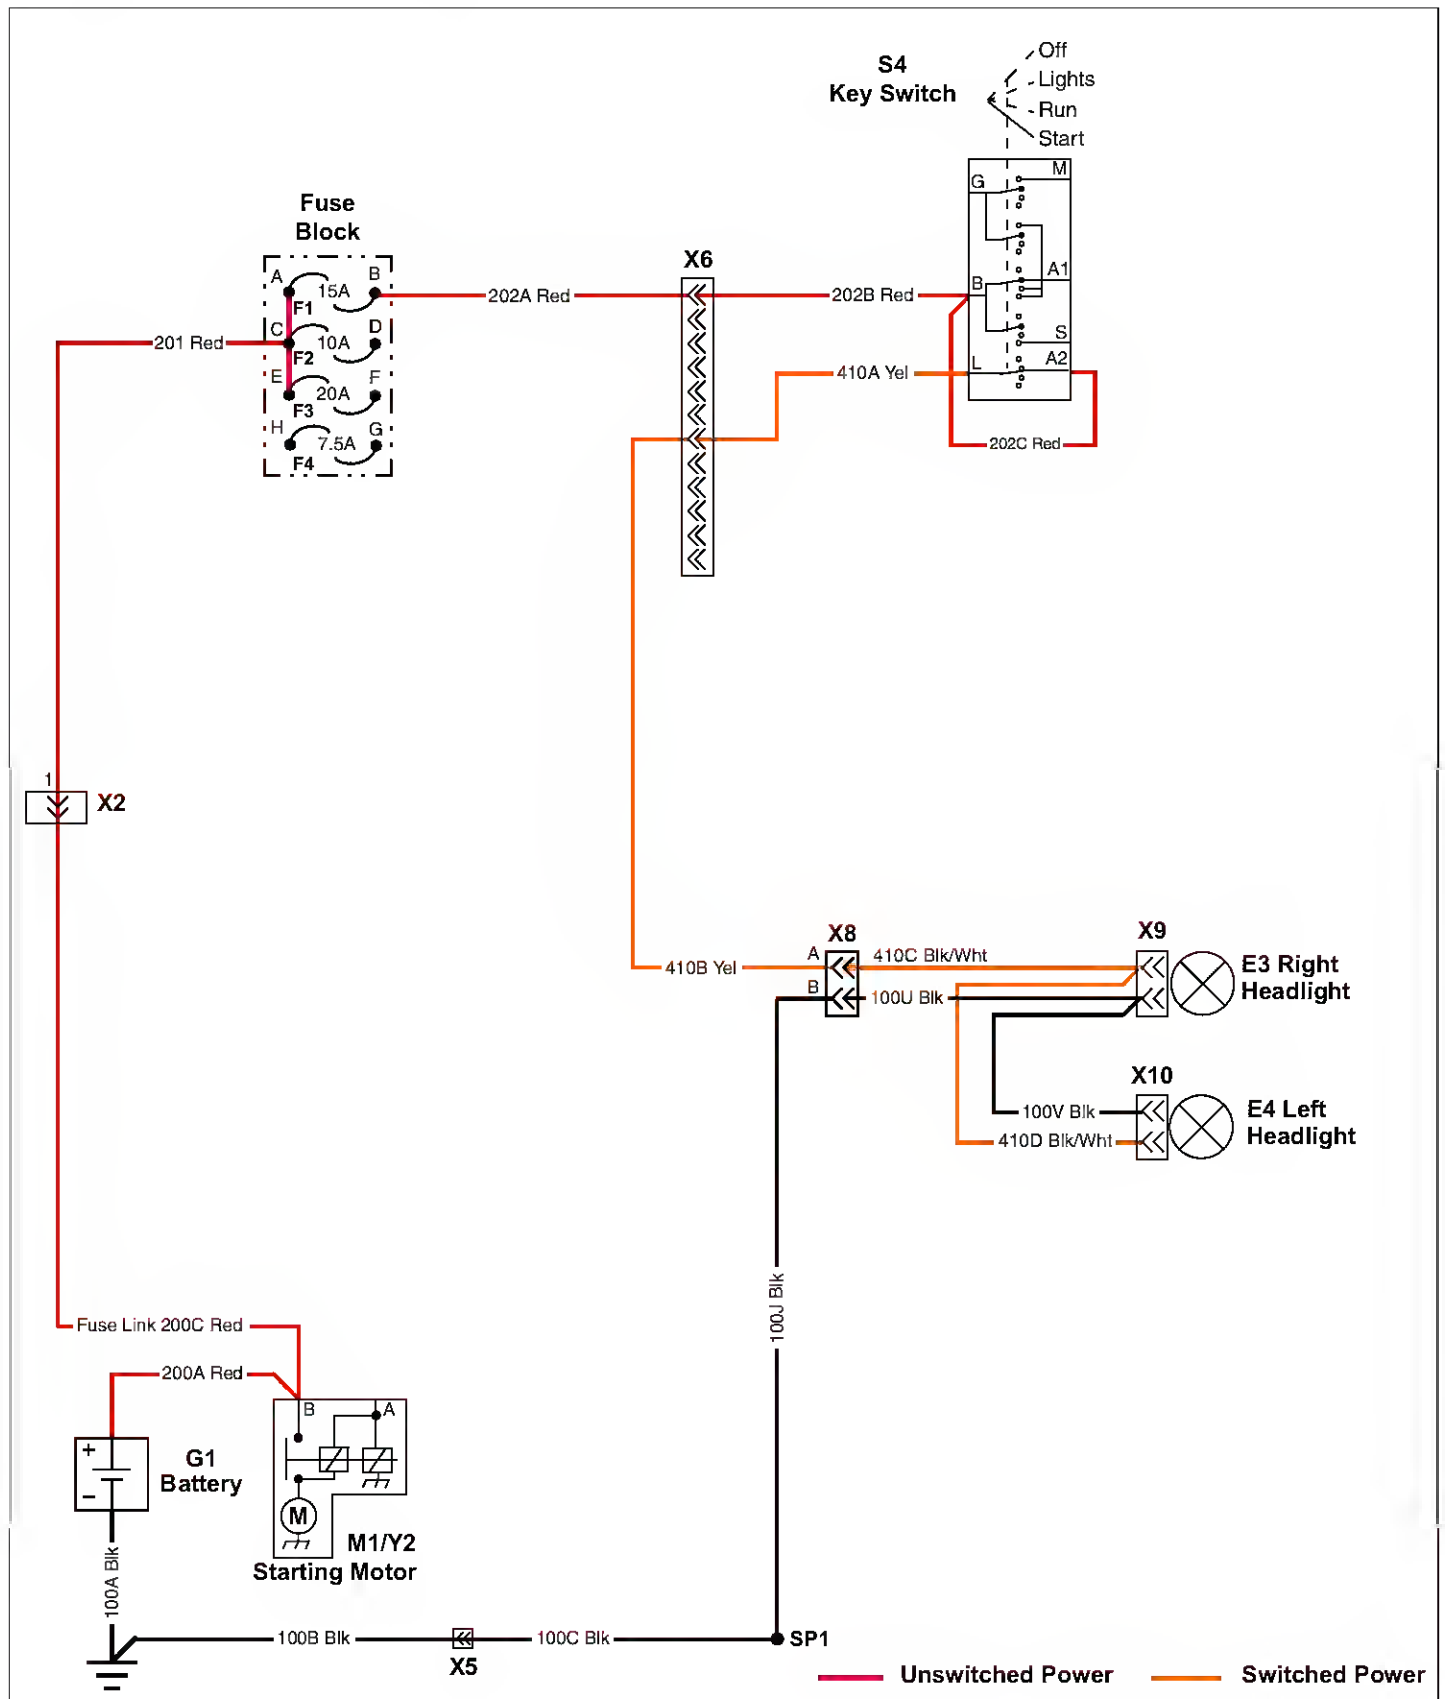 S4
Key Switch
Off
Lights
Run
Start
Fuse
Block
A
15A
B
F1
C
10A
D
F2
E
20A
F
F3
H
7.5A
G
F4
201 Red
202A Red
X6
202B Red
410A Yel
202C Red
G
M
B
A1
S
L
A2
1
X2
410B Yel
A
X8
B
410C Blk/Wht
100U Blk
X9
E3 Right
Headlight
X10
100V Blk
410D Blk/Wht
E4 Left
Headlight
100J Blk
Fuse Link 200C Red
200A Red
B
A
+
−
G1
Battery
M
M1/Y2
Starting Motor
100A Blk
100B Blk
X5
100C Blk
SP1
Unswitched Power
Switched Power